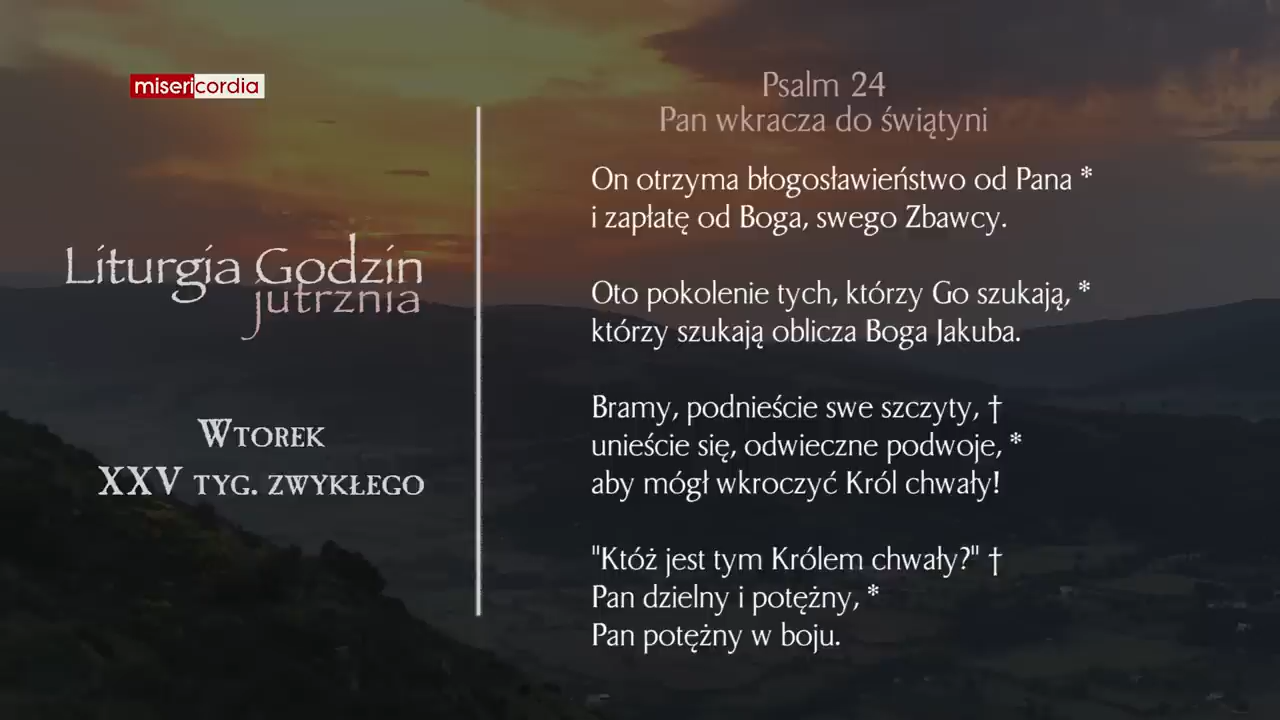 misericordia
Liturgia Godzin
jutrznia
Wtorek
XXV tyg. zwykłego
Psalm 24
Pan wkracza do świątyni
On otrzyma błogosławieństwo od Pana *
i zapłatę od Boga, swego Zbawcy.
Oto pokolenie tych, którzy Go szukają, *
którzy szukają oblicza Boga Jakuba.
Bramy, podnieście swe szczyty, †
unieście się, odwieczne podwoje, *
aby mógł wkroczyć Król chwały!
"Któż jest tym Królem chwały?" †
Pan dzielny i potężny, *
Pan potężny w boju.